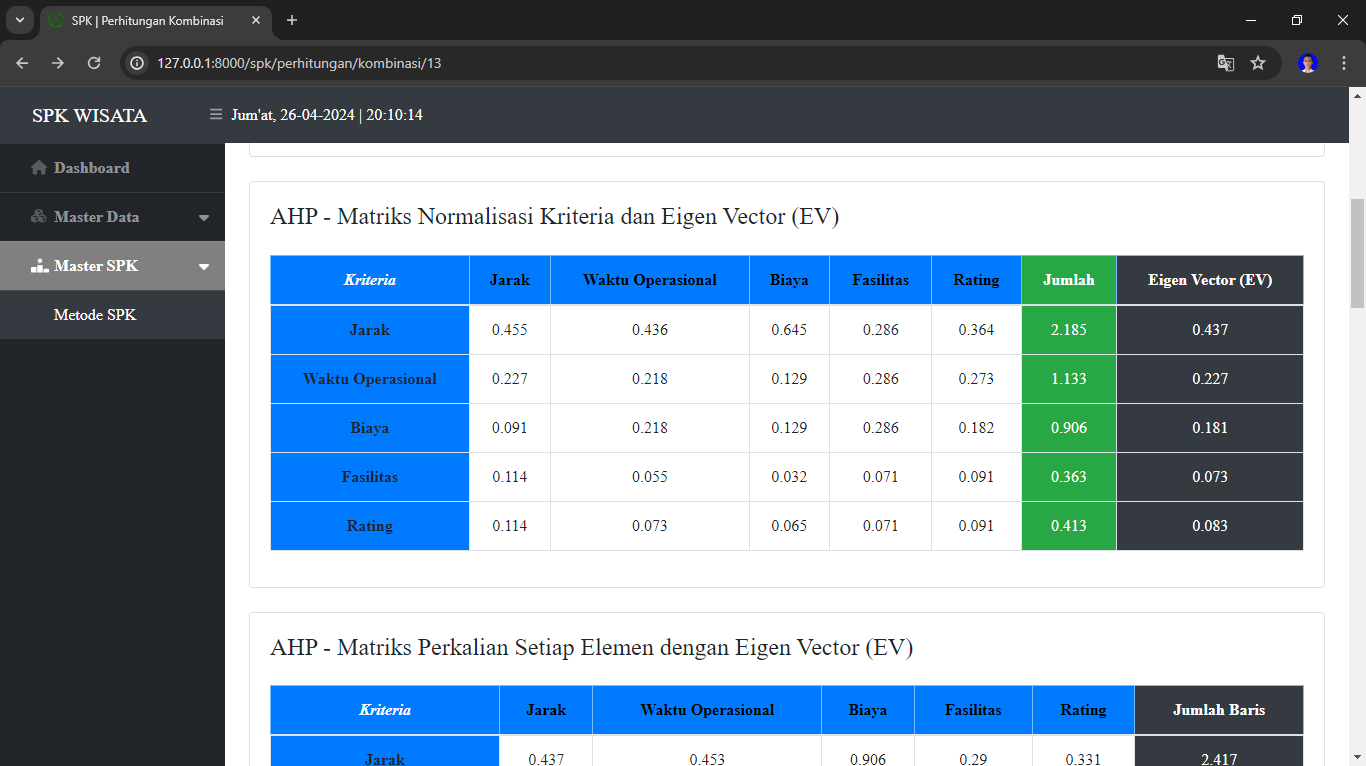 SPK | Perhitungan Kombinasi
127.0.0.1:8000/spk/perhitungan/kombinasi/13
SPK WISATA
Jum'at, 26-04-2024 | 20:10:14
Dashboard
Master Data
Master SPK
Metode SPK
AHP - Matriks Normalisasi Kriteria dan Eigen Vector (EV)
Kriteria Jarak Waktu Operasional Biaya Fasilitas Rating Jumlah Eigen Vector (EV)
Jarak 0.455 0.436 0.645 0.286 0.364 2.185 0.437
Waktu Operasional 0.227 0.218 0.129 0.286 0.273 1.133 0.227
Biaya 0.091 0.218 0.129 0.286 0.182 0.906 0.181
Fasilitas 0.114 0.055 0.032 0.071 0.091 0.363 0.073
Rating 0.114 0.073 0.065 0.071 0.091 0.413 0.083
AHP - Matriks Perkalian Setiap Elemen dengan Eigen Vector (EV)
Kriteria Jarak Waktu Operasional Biaya Fasilitas Rating Jumlah Baris
Jarak 0.437 0.453 0.906 0.29 0.331 2.417